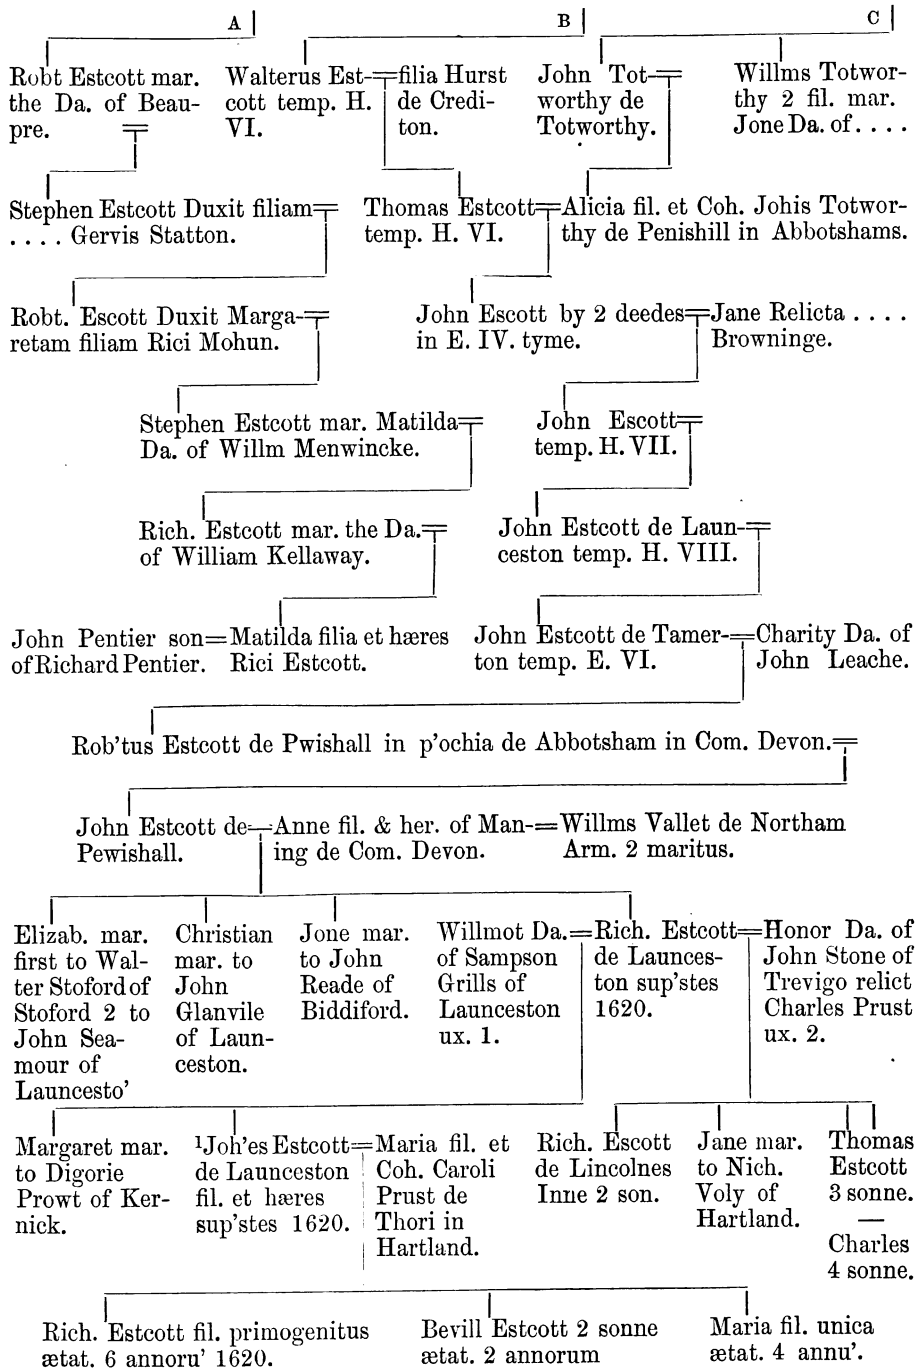 A
B
C
Robt Estcott mar.
the Da. of Beau-
pre.
Walterus Est-
cott temp. H.
VI.
filia Hurst
de Credi-
ton.
John Tot-
worthy de
Totworthy.
Willms Totwor-
thy 2 fil. mar.
Jone Da. of . . . .
Stephen Estcott Duxit filiam
. . . . Gervis Statton.
Thomas Estcott
temp. H. VI.
Alicia fil. et Coh. Johis Totwor-
thy de Penishill in Abbotshams.
Robt. Escott Duxit Marga-
retam filiam Rici Mohun.
John Escott by 2 deedes
in E. IV. tyme.
Jane Relicta . . . .
Browninge.
Stephen Estcott mar. Matilda
Da. of Willm Menwincke.
John Escott
temp. H. VII.
Rich. Estcott mar. the Da.
of William Kellaway.
John Estcott de Laun-
ceston temp. H. VIII.
John Pentier son
of Richard Pentier.
Matilda filia et hæres
Rici Estcott.
John Estcott de Tamer-
ton temp. E. VI.
Charity Da. of
John Leache.
Rob'tus Estcott de Pwishall in p'ochia de Abbotsham in Com. Devon.
John Estcott de
Pewishall.
Anne fil. & her. of Man-
ing de Com. Devon.
Willms Vallet de Northam
Arm. 2 maritus.
Elizab. mar.
first to Wal-
ter Stoford of
Stoford 2 to
John Sea-
mour of
Launcesto'
Christian
mar. to
John
Glanvile
of Laun-
ceston.
Jone mar.
to John
Reade of
Biddiford.
Willmot Da.
of Sampson
Grills of
Launceston
ux. 1.
Rich. Estcott
de Launces-
ton sup'stes
1620.
Honor Da. of
John Stone of
Trevigo relict
Charles Prust
ux. 2.
Margaret mar.
to Digorie
Prowt of Ker-
nick.
¹Joh'es Estcott
de Launceston
fil. et hæres
sup'stes 1620.
Maria fil. et
Coh. Caroli
Prust de
Thori in
Hartland.
Rich. Escott
de Lincolnes
Inne 2 son.
Jane mar.
to Nich.
Voly of
Hartland.
Thomas
Estcott
3 sonne.
—
Charles
4 sonne.
Rich. Estcott fil. primogenitus
ætat. 6 annoru' 1620.
Bevill Estcott 2 sonne
ætat. 2 annorum
Maria fil. unica
ætat. 4 annu'.